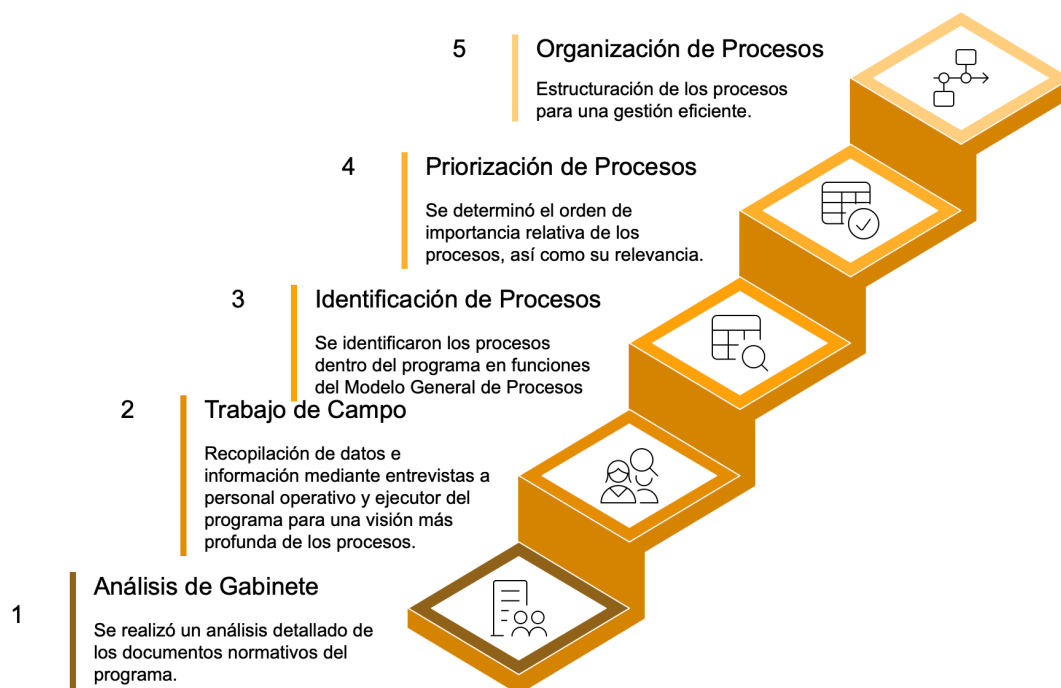 5
Organización de Procesos
Estructuración de los procesos
para una gestión eficiente.
4
Priorización de Procesos
Se determinó el orden de
importancia relativa de los
procesos, así como su relevancia.
3
Identificación de Procesos
Se identificaron los procesos
dentro del programa en funciones
del Modelo General de Procesos
2
Trabajo de Campo
Recopilación de datos e
información mediante entrevistas a
personal operativo y ejecutor del
programa para una visión más
profunda de los procesos.
1
Análisis de Gabinete
Se realizó un análisis detallado de
los documentos normativos del
programa.